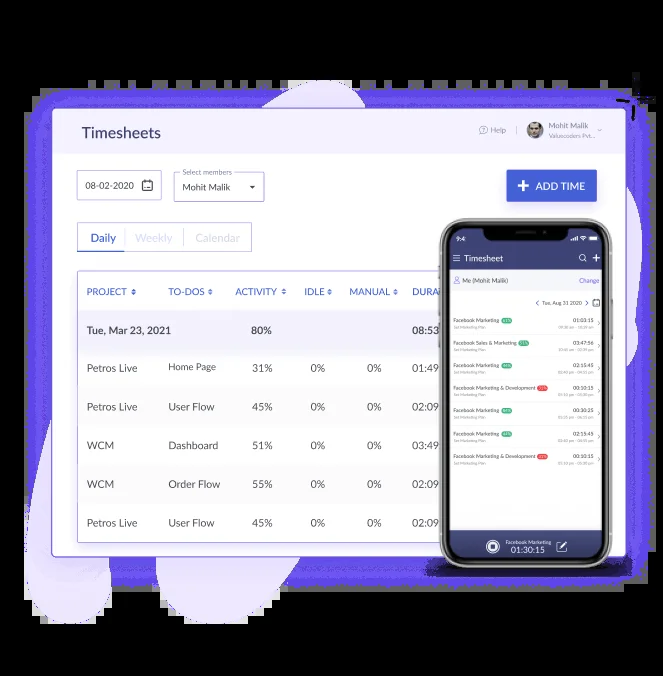 Timesheets
Help
Mohit Malik
Valuecoders Pvt...
08-02-2020
Select members
Mohit Malik
ADD TIME
Daily Weekly Calendar
PROJECT TO-DOS ACTIVITY IDLE MANUAL DURA
Tue, Mar 23, 2021 80% 08:53
Petros Live Home Page 31% 0% 0% 01:49
Petros Live User Flow 45% 0% 0% 02:09
WCM Dashboard 51% 0% 0% 03:49
WCM Order Flow 55% 0% 0% 02:09
Petros Live User Flow 45% 0% 0% 02:09
9:4
Timesheet
Me (Mohit Malik) Change
Tue, Aug 31 2020
Facebook Marketing 01:03:15
Facebook Sales & Marketing 03:47:56
Facebook Marketing 02:15:45
Facebook Marketing & Development 00:10:15
Facebook Marketing 00:30:25
Facebook Marketing 02:15:45
Facebook Marketing & Development 00:10:15
Facebook Marketing
01:30:15